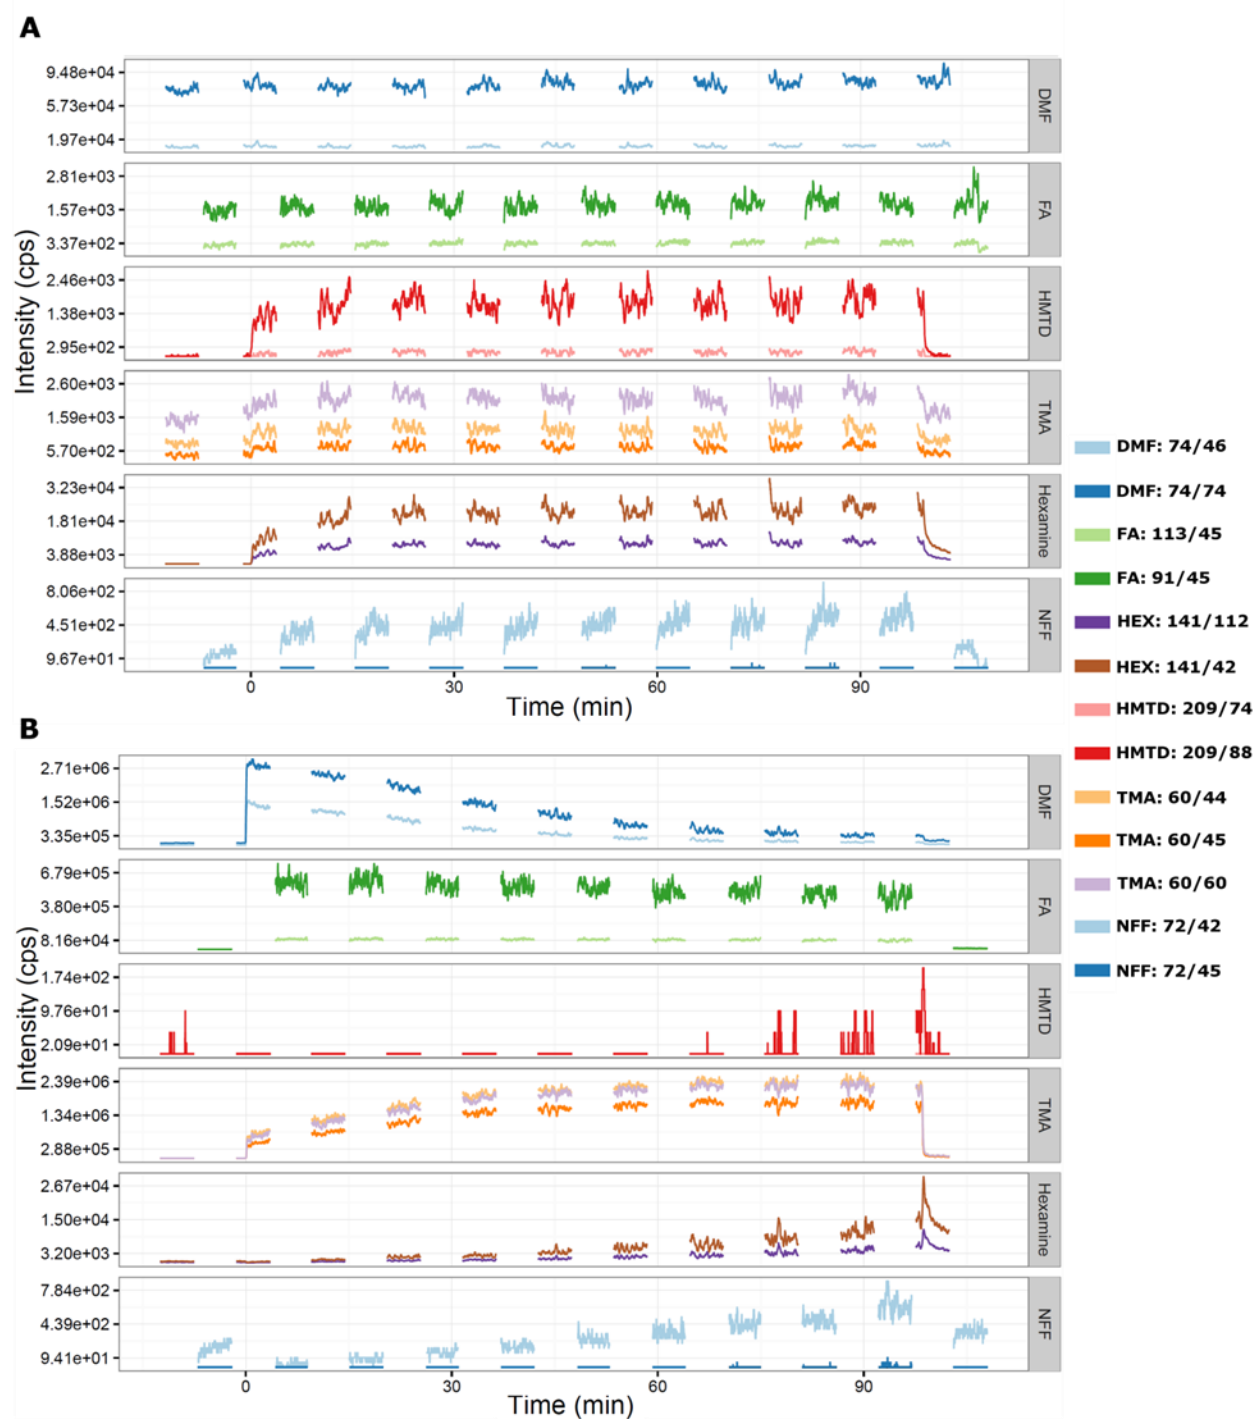 A
Intensity (cps)
9.48e+04
5.73e+04
1.97e+04
DMF
2.81e+03
1.57e+03
3.37e+02
FA
2.46e+03
1.38e+03
2.95e+02
HMTD
2.60e+03
1.59e+03
5.70e+02
TMA
3.23e+04
1.81e+04
3.88e+03
Hexamine
8.06e+02
4.51e+02
9.67e+01
NFF
0 30 60 90
Time (min)
B
Intensity (cps)
2.71e+06
1.52e+06
3.35e+05
DMF
6.79e+05
3.80e+05
8.16e+04
FA
1.74e+02
9.76e+01
2.09e+01
HMTD
2.39e+06
1.34e+06
2.88e+05
TMA
2.67e+04
1.50e+04
3.20e+03
Hexamine
7.84e+02
4.39e+02
9.41e+01
NFF
0 30 60 90
Time (min)
DMF: 74/46
DMF: 74/74
FA: 113/45
FA: 91/45
HEX: 141/112
HEX: 141/42
HMTD: 209/74
HMTD: 209/88
TMA: 60/44
TMA: 60/45
TMA: 60/60
NFF: 72/42
NFF: 72/45